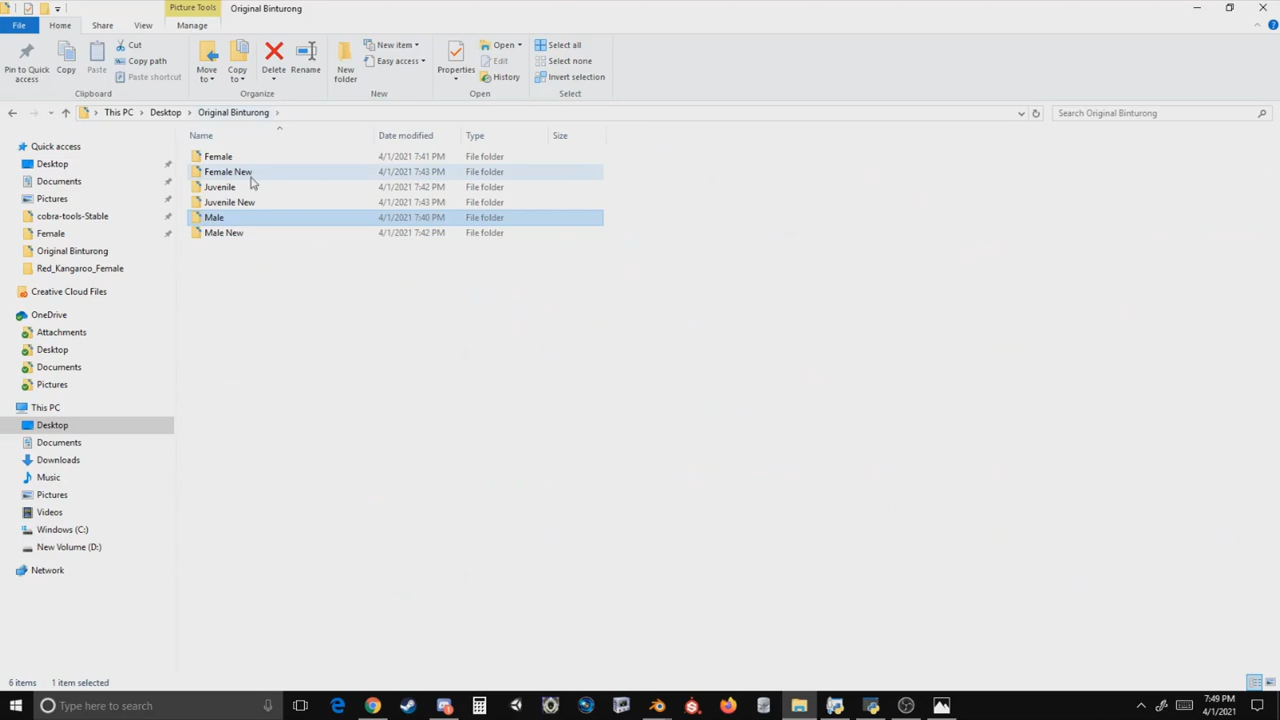 Picture Tools
Original Binturong
File
Home
Share
View
Manage
Pin to Quick access
Copy
Paste
Cut
Copy path
Paste shortcut
Clipboard
Move to
Copy to
Delete
Rename
Organize
New folder
New item
Easy access
New
Properties
Open
Edit
History
Open
Select all
Select none
Invert selection
Select
This PC > Desktop > Original Binturong >
Search Original Binturong
Name Date modified Type Size
Female 4/1/2021 7:41 PM File folder
Female New 4/1/2021 7:43 PM File folder
Juvenile 4/1/2021 7:42 PM File folder
Juvenile New 4/1/2021 7:43 PM File folder
Male 4/1/2021 7:40 PM File folder
Male New 4/1/2021 7:42 PM File folder
Quick access
Desktop
Documents
Pictures
cobra-tools-Stable
Female
Original Binturong
Red_Kangaroo_Female
Creative Cloud Files
OneDrive
Attachments
Desktop
Documents
Pictures
This PC
Desktop
Documents
Downloads
Music
Pictures
Videos
Windows (C:)
New Volume (D:)
Network
6 items 1 item selected
Type here to search
7:49 PM
4/1/2021